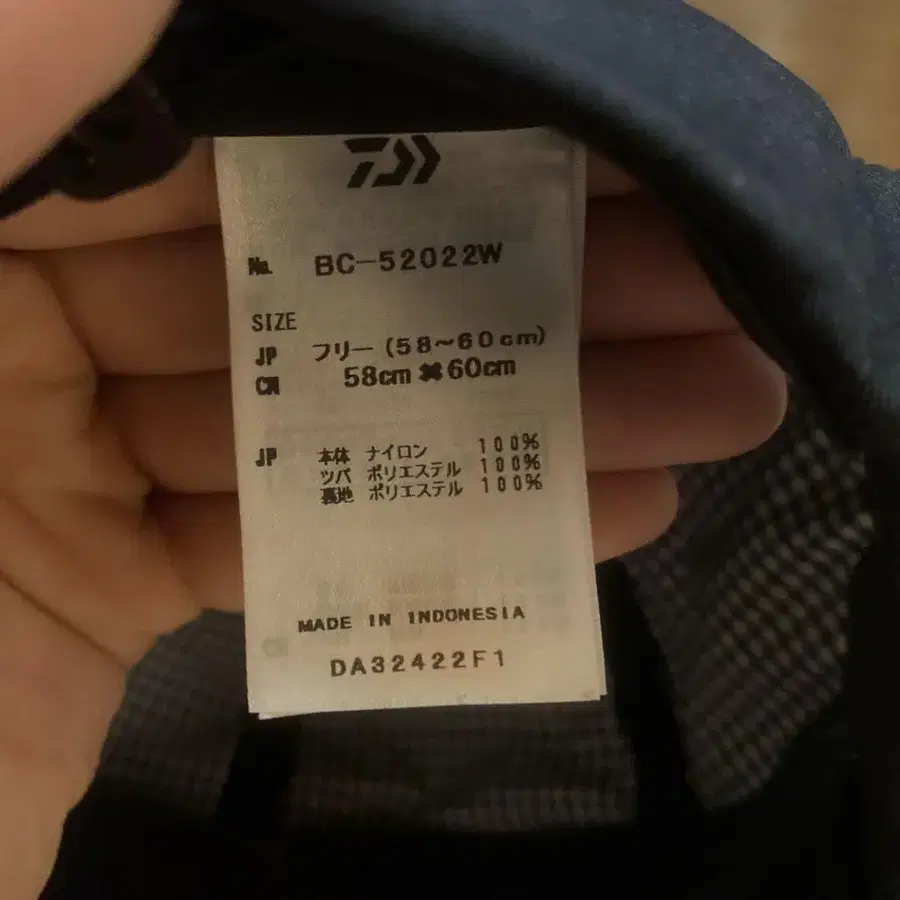 No. BC-52022W
SIZE
JP フリー(58~60cm)
CN 58cm✖60cm
JP 本体 ナイロン 100%
ツバ ポリエステル 100%
裏地 ポリエステル 100%
MADE IN INDONESIA
DA32422F1